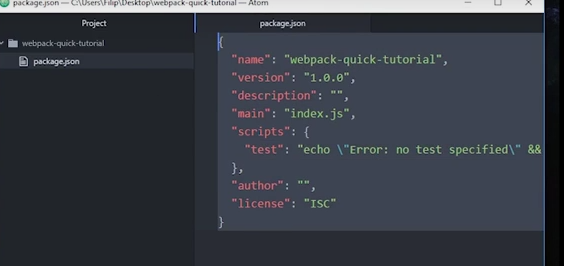 package.json — C:\Users\Filip\Desktop\webpack-quick-tutorial — Atom
Project
package.json
webpack-quick-tutorial
package.json
{
"name": "webpack-quick-tutorial",
"version": "1.0.0",
"description": "",
"main": "index.js",
"scripts": {
"test": "echo \"Error: no test specified\" &&
},
"author": "",
"license": "ISC"
}